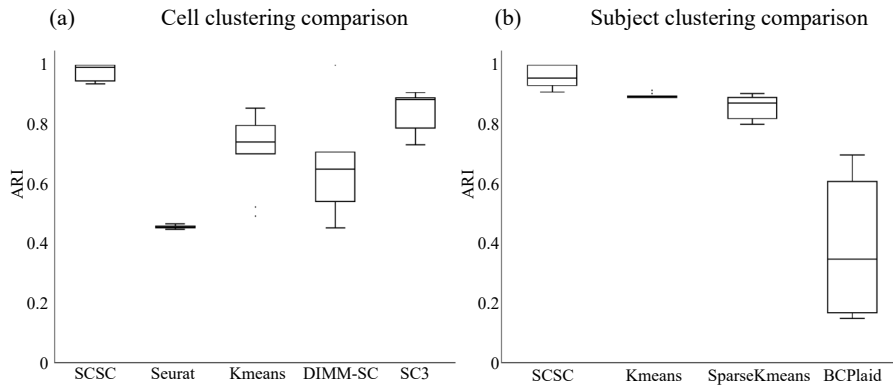 (a) Cell clustering comparison
1
0.8
0.6
0.4
0.2
0
ARI
SCSC Seurat Kmeans DIMM-SC SC3
(b) Subject clustering comparison
1
0.8
0.6
0.4
0.2
0
ARI
SCSC Kmeans SparseKmeans BCPlaid